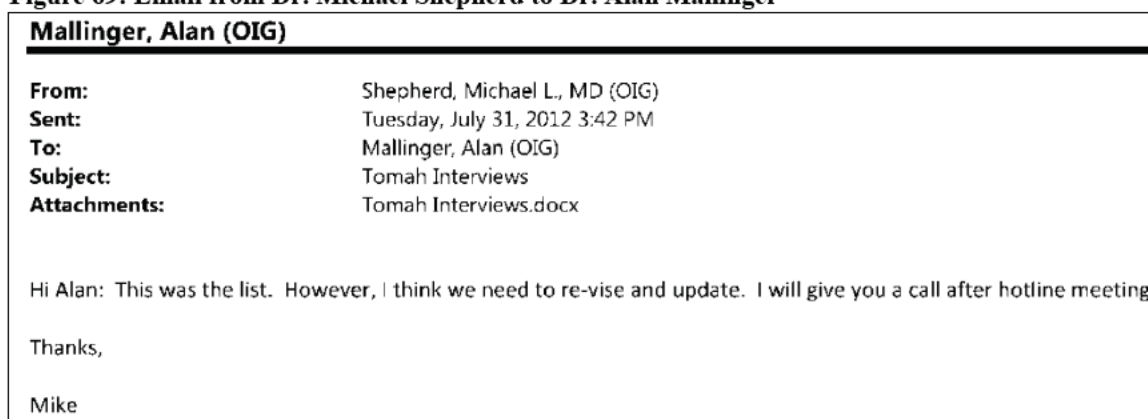 Figure 69: Email from Dr. Michael Shepherd to Dr. Alan Mallinger
Mallinger, Alan (OIG)
From: Shepherd, Michael L., MD (OIG)
Sent: Tuesday, July 31, 2012 3:42 PM
To: Mallinger, Alan (OIG)
Subject: Tomah Interviews
Attachments: Tomah Interviews.docx
Hi Alan: This was the list. However, I think we need to re-vise and update. I will give you a call after hotline meeting
Thanks,
Mike